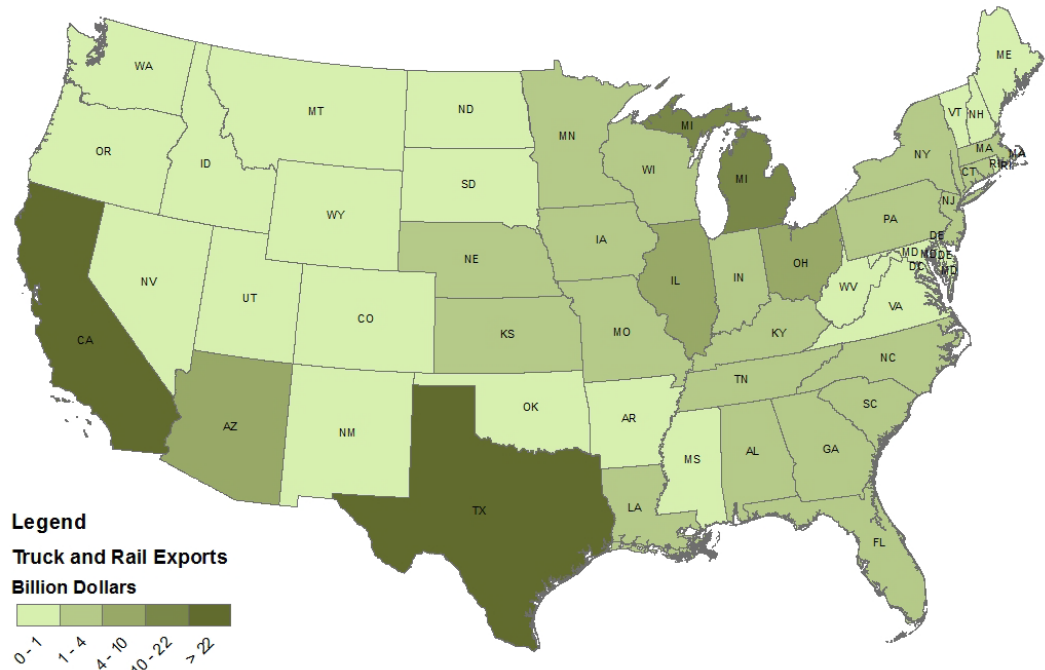 WA
MT
ND
MN
ME
OR
ID
SD
WI
MI
MI
VT
NH
NY
MA
MA
CT
RI
RI
WY
NE
IA
PA
NJ
NV
UT
CO
KS
MO
IL
IN
OH
DE
MD
MD
DE
DC
MD
WV
VA
KY
CA
AZ
NM
OK
AR
TN
NC
SC
MS
AL
GA
TX
LA
FL
Legend
Truck and Rail Exports
Billion Dollars
0 - 1
1 - 4
4 - 10
10 - 22
> 22